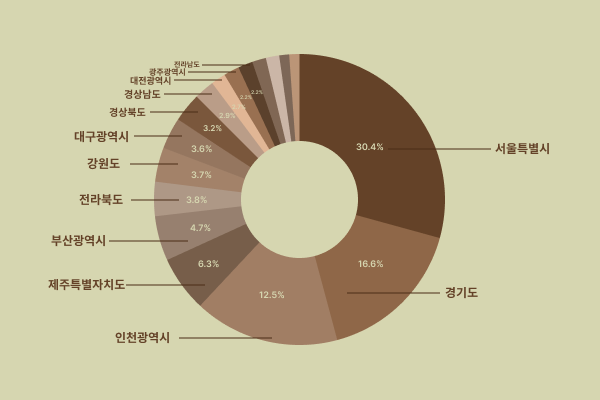 전라남도
광주광역시
대전광역시
경상남도
경상북도
대구광역시
강원도
전라북도
부산광역시
제주특별자치도
인천광역시
서울특별시
경기도
30.4%
16.6%
12.5%
6.3%
4.7%
3.8%
3.7%
3.6%
3.2%
2.8%
2.2%
2.2%